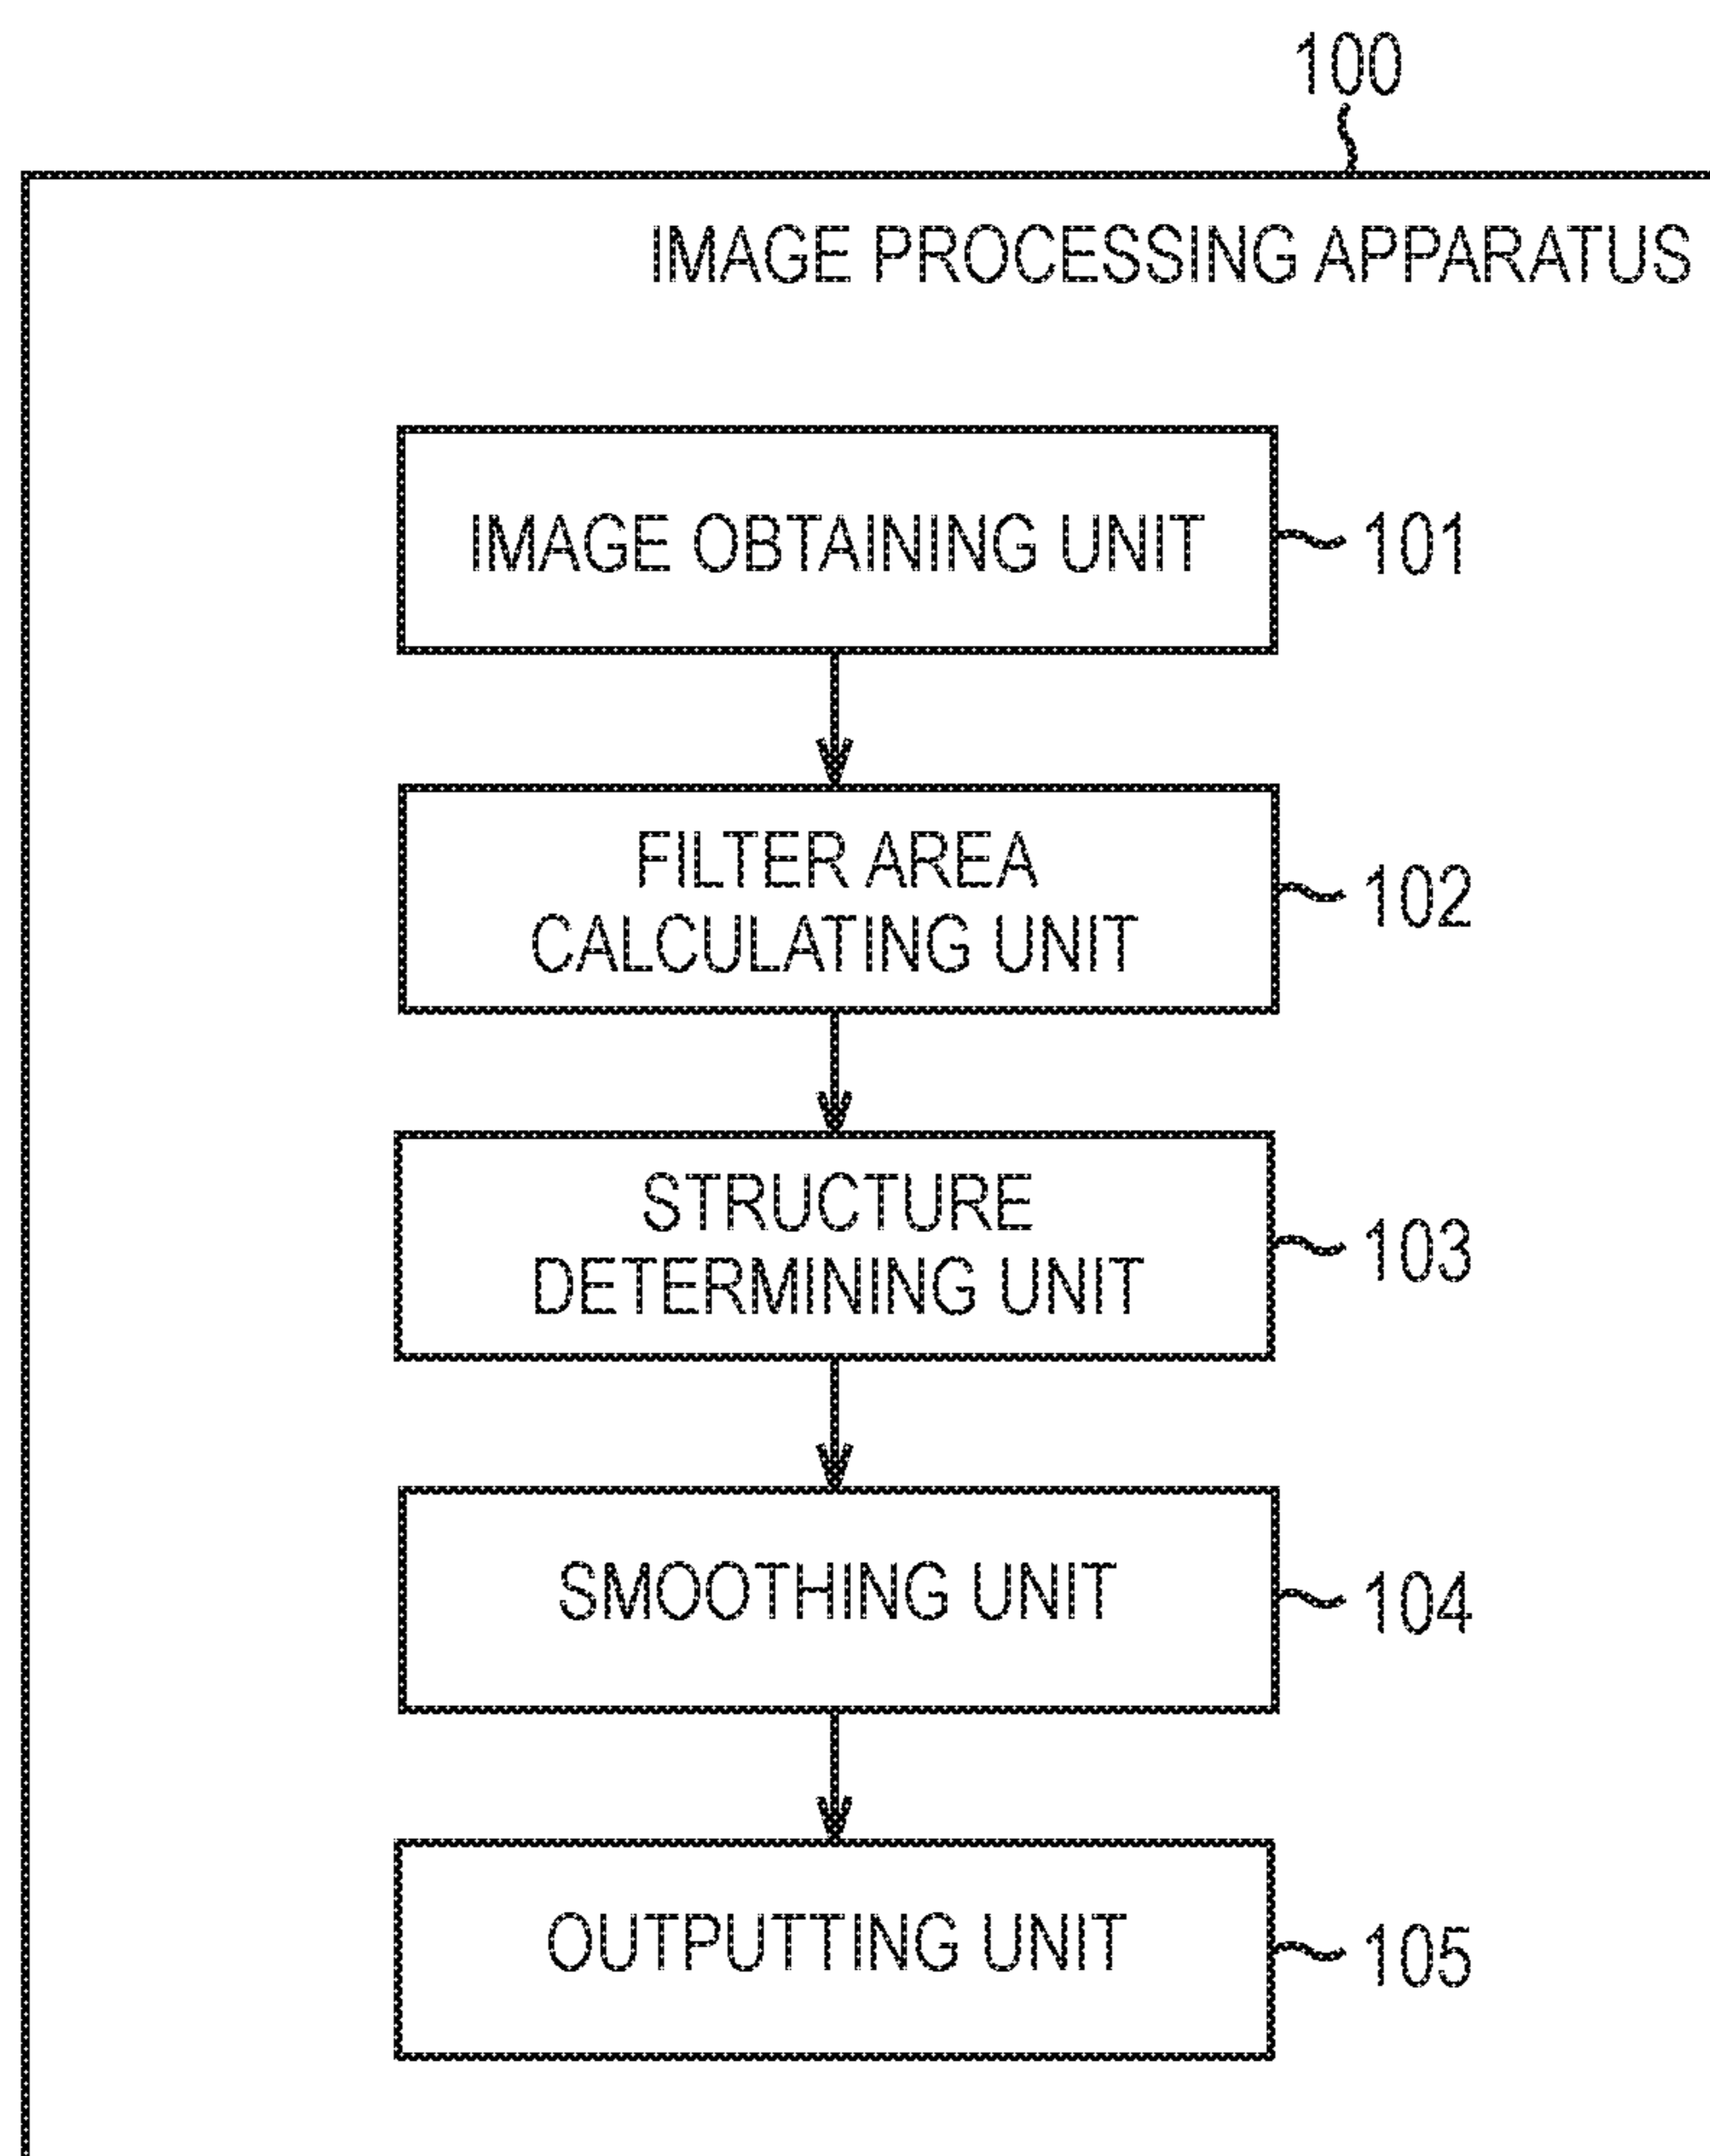 100
IMAGE PROCESSING APPARATUS
IMAGE OBTAINING UNIT
101
FILTER AREA
CALCULATING UNIT
102
STRUCTURE
DETERMINING UNIT
103
SMOOTHING UNIT
104
OUTPUTTING UNIT
105